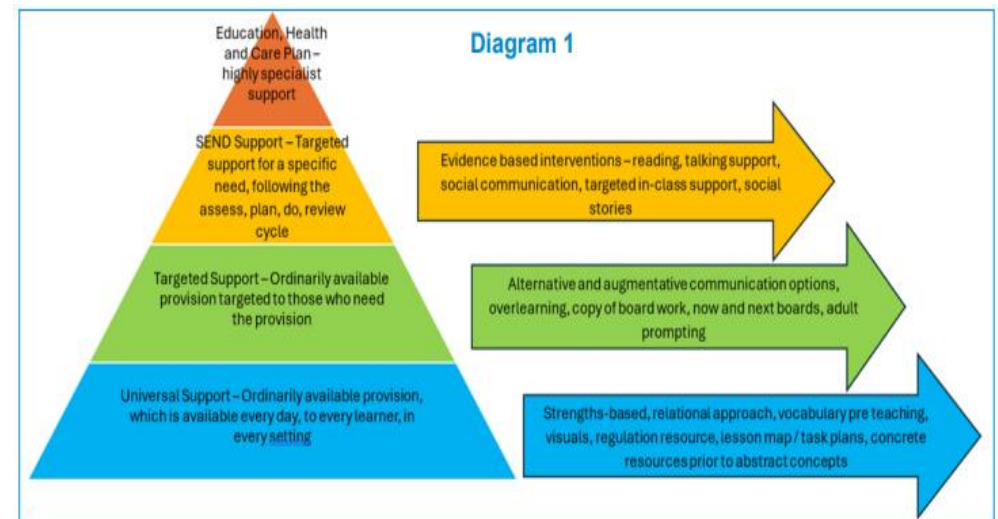 Diagram 1
Education, Health
and Care Plan –
highly specialist
support
SEND Support – Targeted
support for a specific
need, following the
assess, plan, do, review
cycle
Evidence based interventions – reading, talking support,
social communication, targeted in-class support, social
stories
Targeted Support – Ordinarily available
provision targeted to those who need
the provision
Alternative and augmentative communication options,
overlearning, copy of board work, now and next boards, adult
prompting
Universal Support – Ordinarily available provision,
which is available every day, to every learner, in
every setting
Strengths-based, relational approach, vocabulary pre teaching,
visuals, regulation resource, lesson map / task plans, concrete
resources prior to abstract concepts